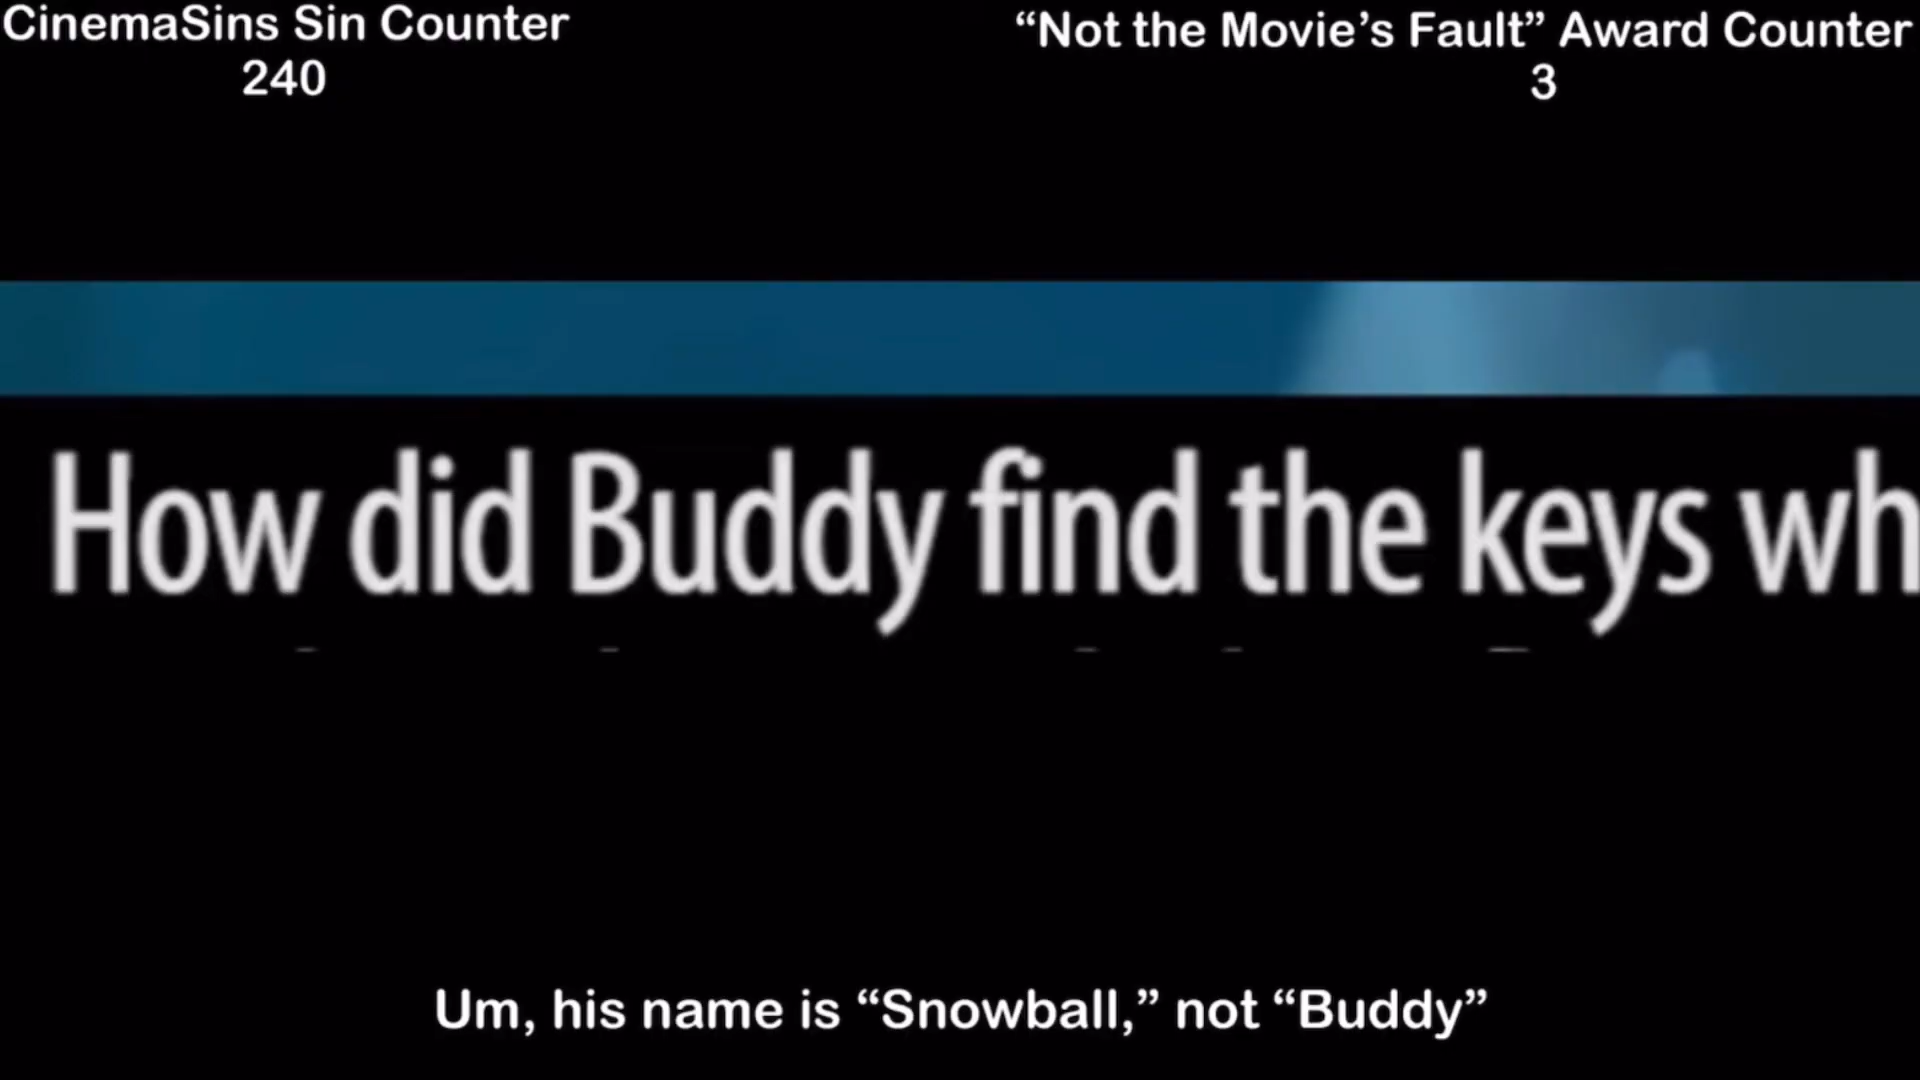 CinemaSins Sin Counter
240
“Not the Movie’s Fault” Award Counter
3
How did Buddy find the keys
Um, his name is “Snowball,” not “Buddy”